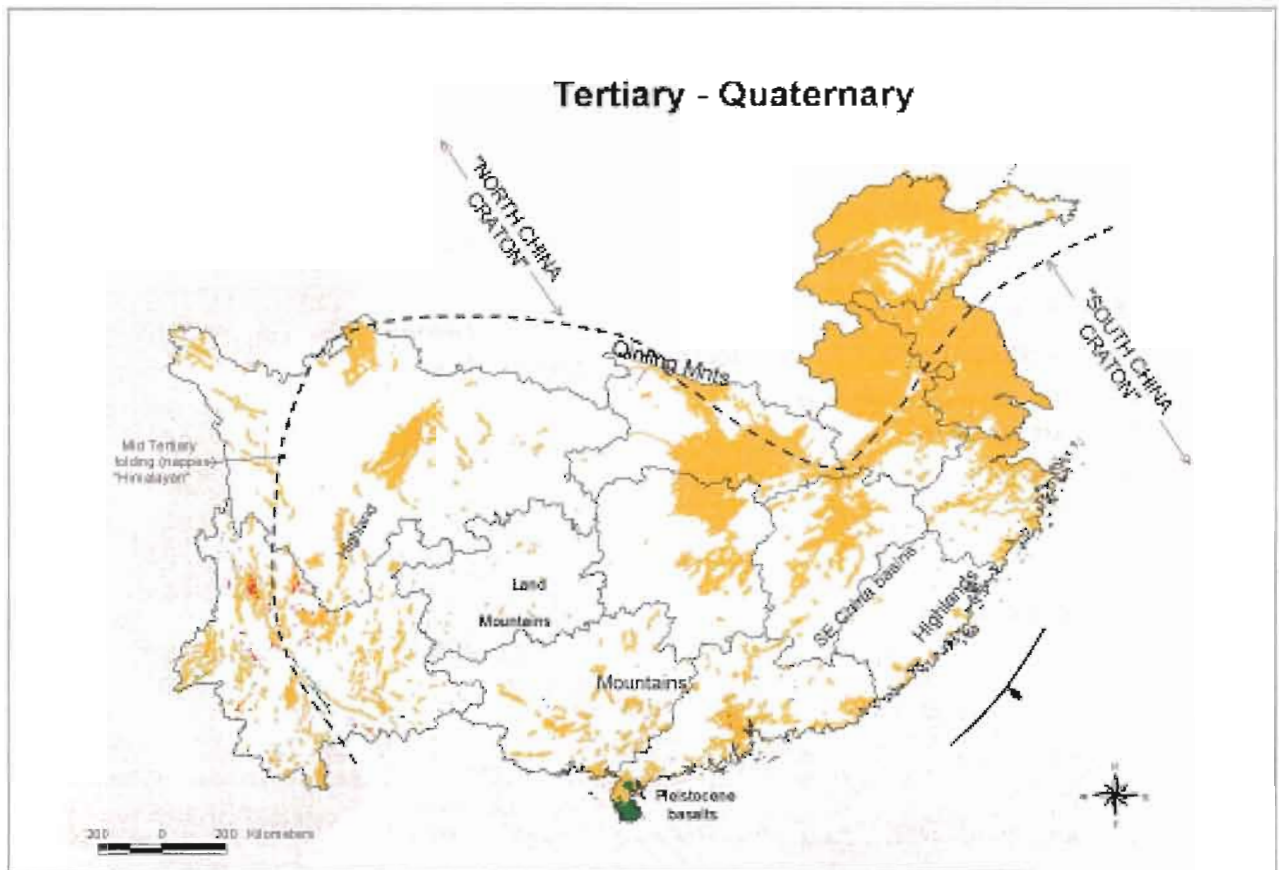 Tertiary - Quaternary
"NORTH CHINA
CRATON"
"SOUTH CHINA
CRATON"
Qinling Mnts
Mid Tertiary
folding (nappes)
"Himalayan"
Highland
Land
Mountains
SE China basins
Highlands
Mountains
Pleistocene
basalts
200 0 200 Kilometers